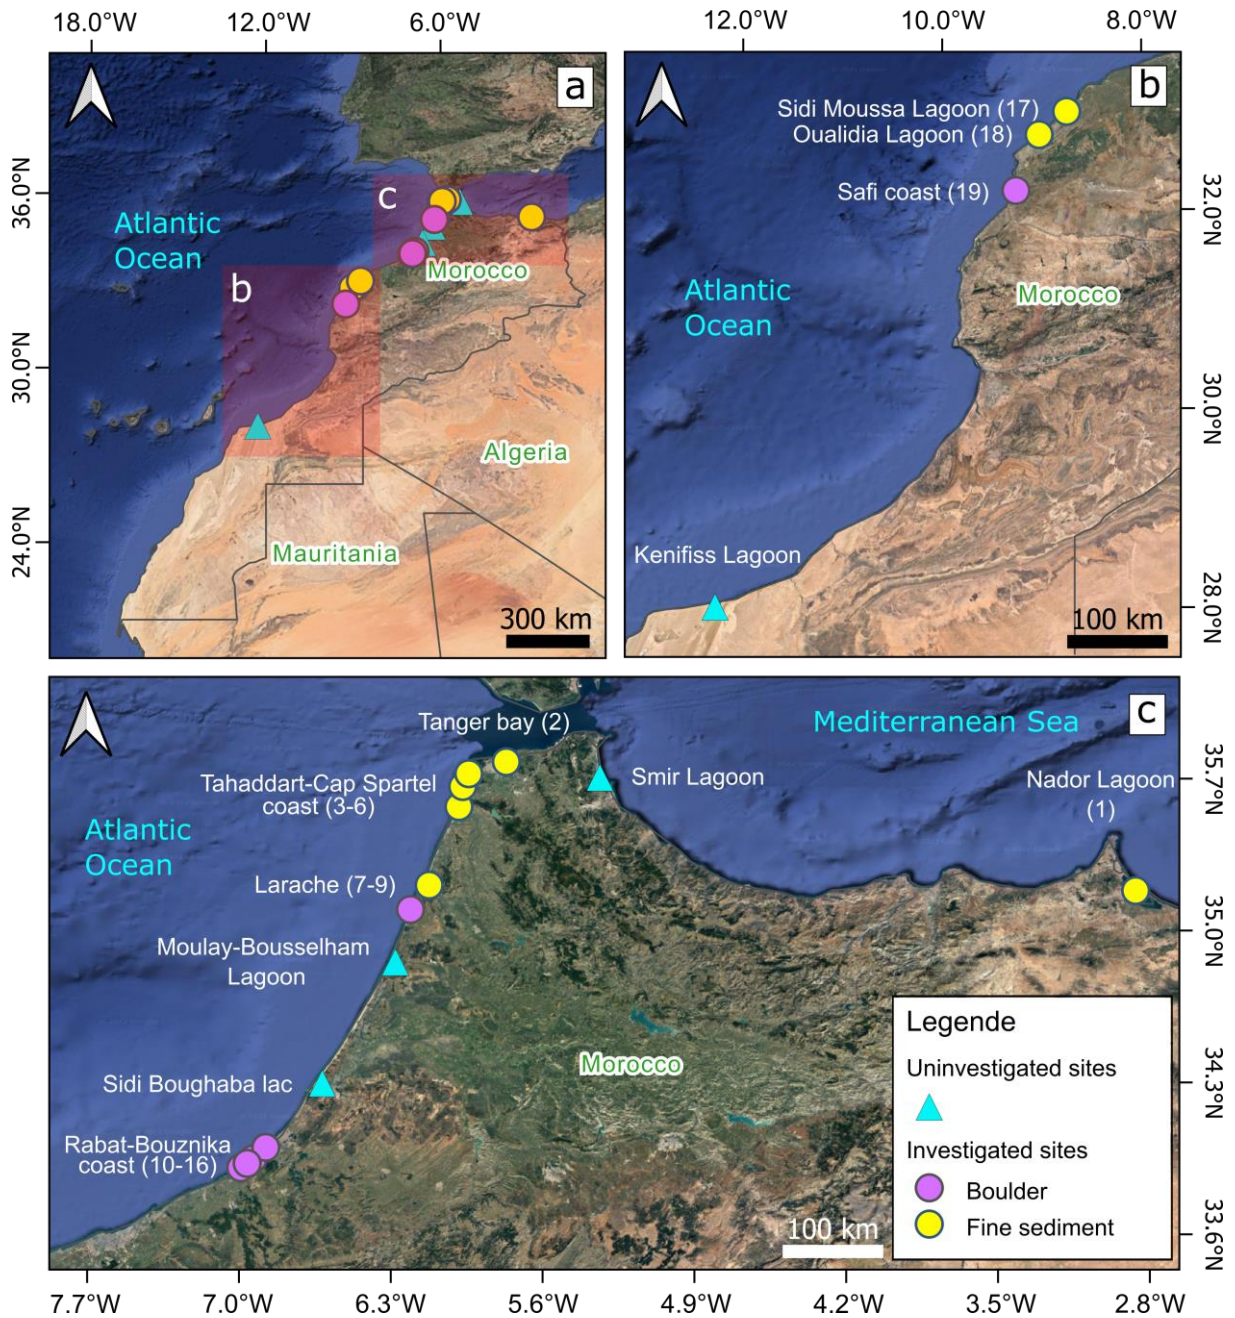 18.0°W 12.0°W 6.0°W
12.0°W 10.0°W 8.0°W
a
36.0°N
30.0°N
24.0°N
c
b
Atlantic
Ocean
Morocco
Algeria
Mauritania
300 km
b
Sidi Moussa Lagoon (17)
Oualidia Lagoon (18)
Safi coast (19)
Atlantic
Ocean
Morocco
Kenifiss Lagoon
100 km
32.0°N
30.0°N
28.0°N
c
Tanger bay (2)
Mediterranean Sea
Tahaddart-Cap Spartel
coast (3-6)
Smir Lagoon
Nador Lagoon
(1)
Atlantic
Ocean
Larache (7-9)
Moulay-Bousselham
Lagoon
Morocco
Sidi Boughaba lac
Rabat-Bouznika
coast (10-16)
100 km
Legende
Uninvestigated sites
Investigated sites
Boulder
Fine sediment
35.7°N
35.0°N
34.3°N
33.6°N
7.7°W 7.0°W 6.3°W 5.6°W 4.9°W 4.2°W 3.5°W 2.8°W